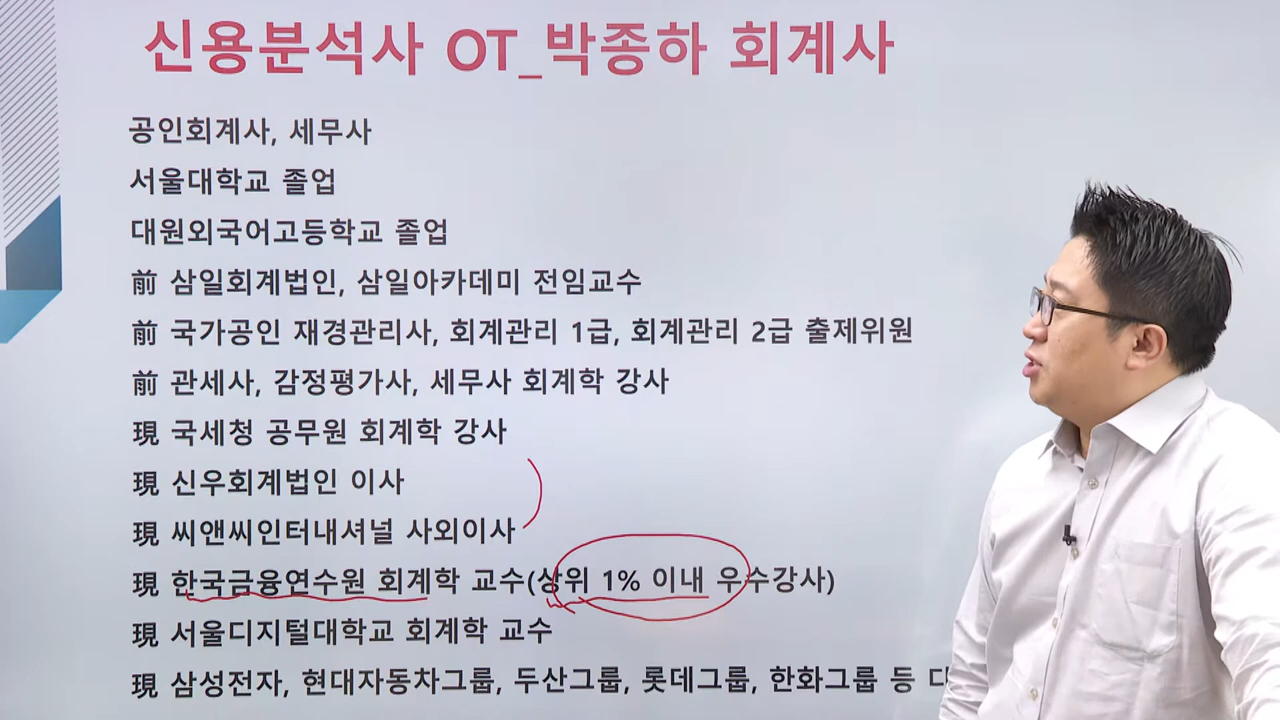 신용분석사 OT_박종하 회계사
공인회계사, 세무사
서울대학교 졸업
대원외국어고등학교 졸업
前 삼일회계법인, 삼일아카데미 전임교수
前 국가공인 재경관리사, 회계관리 1급, 회계관리 2급 출제위원
前 관세사, 감정평가사, 세무사 회계학 강사
現 국세청 공무원 회계학 강사
現 신우회계법인 이사
現 씨앤씨인터내셔널 사외이사
現 한국금융연수원 회계학 교수(상위 1% 이내 우수강사)
現 서울디지털대학교 회계학 교수
現 삼성전자, 현대자동차그룹, 두산그룹, 롯데그룹, 한화그룹 등